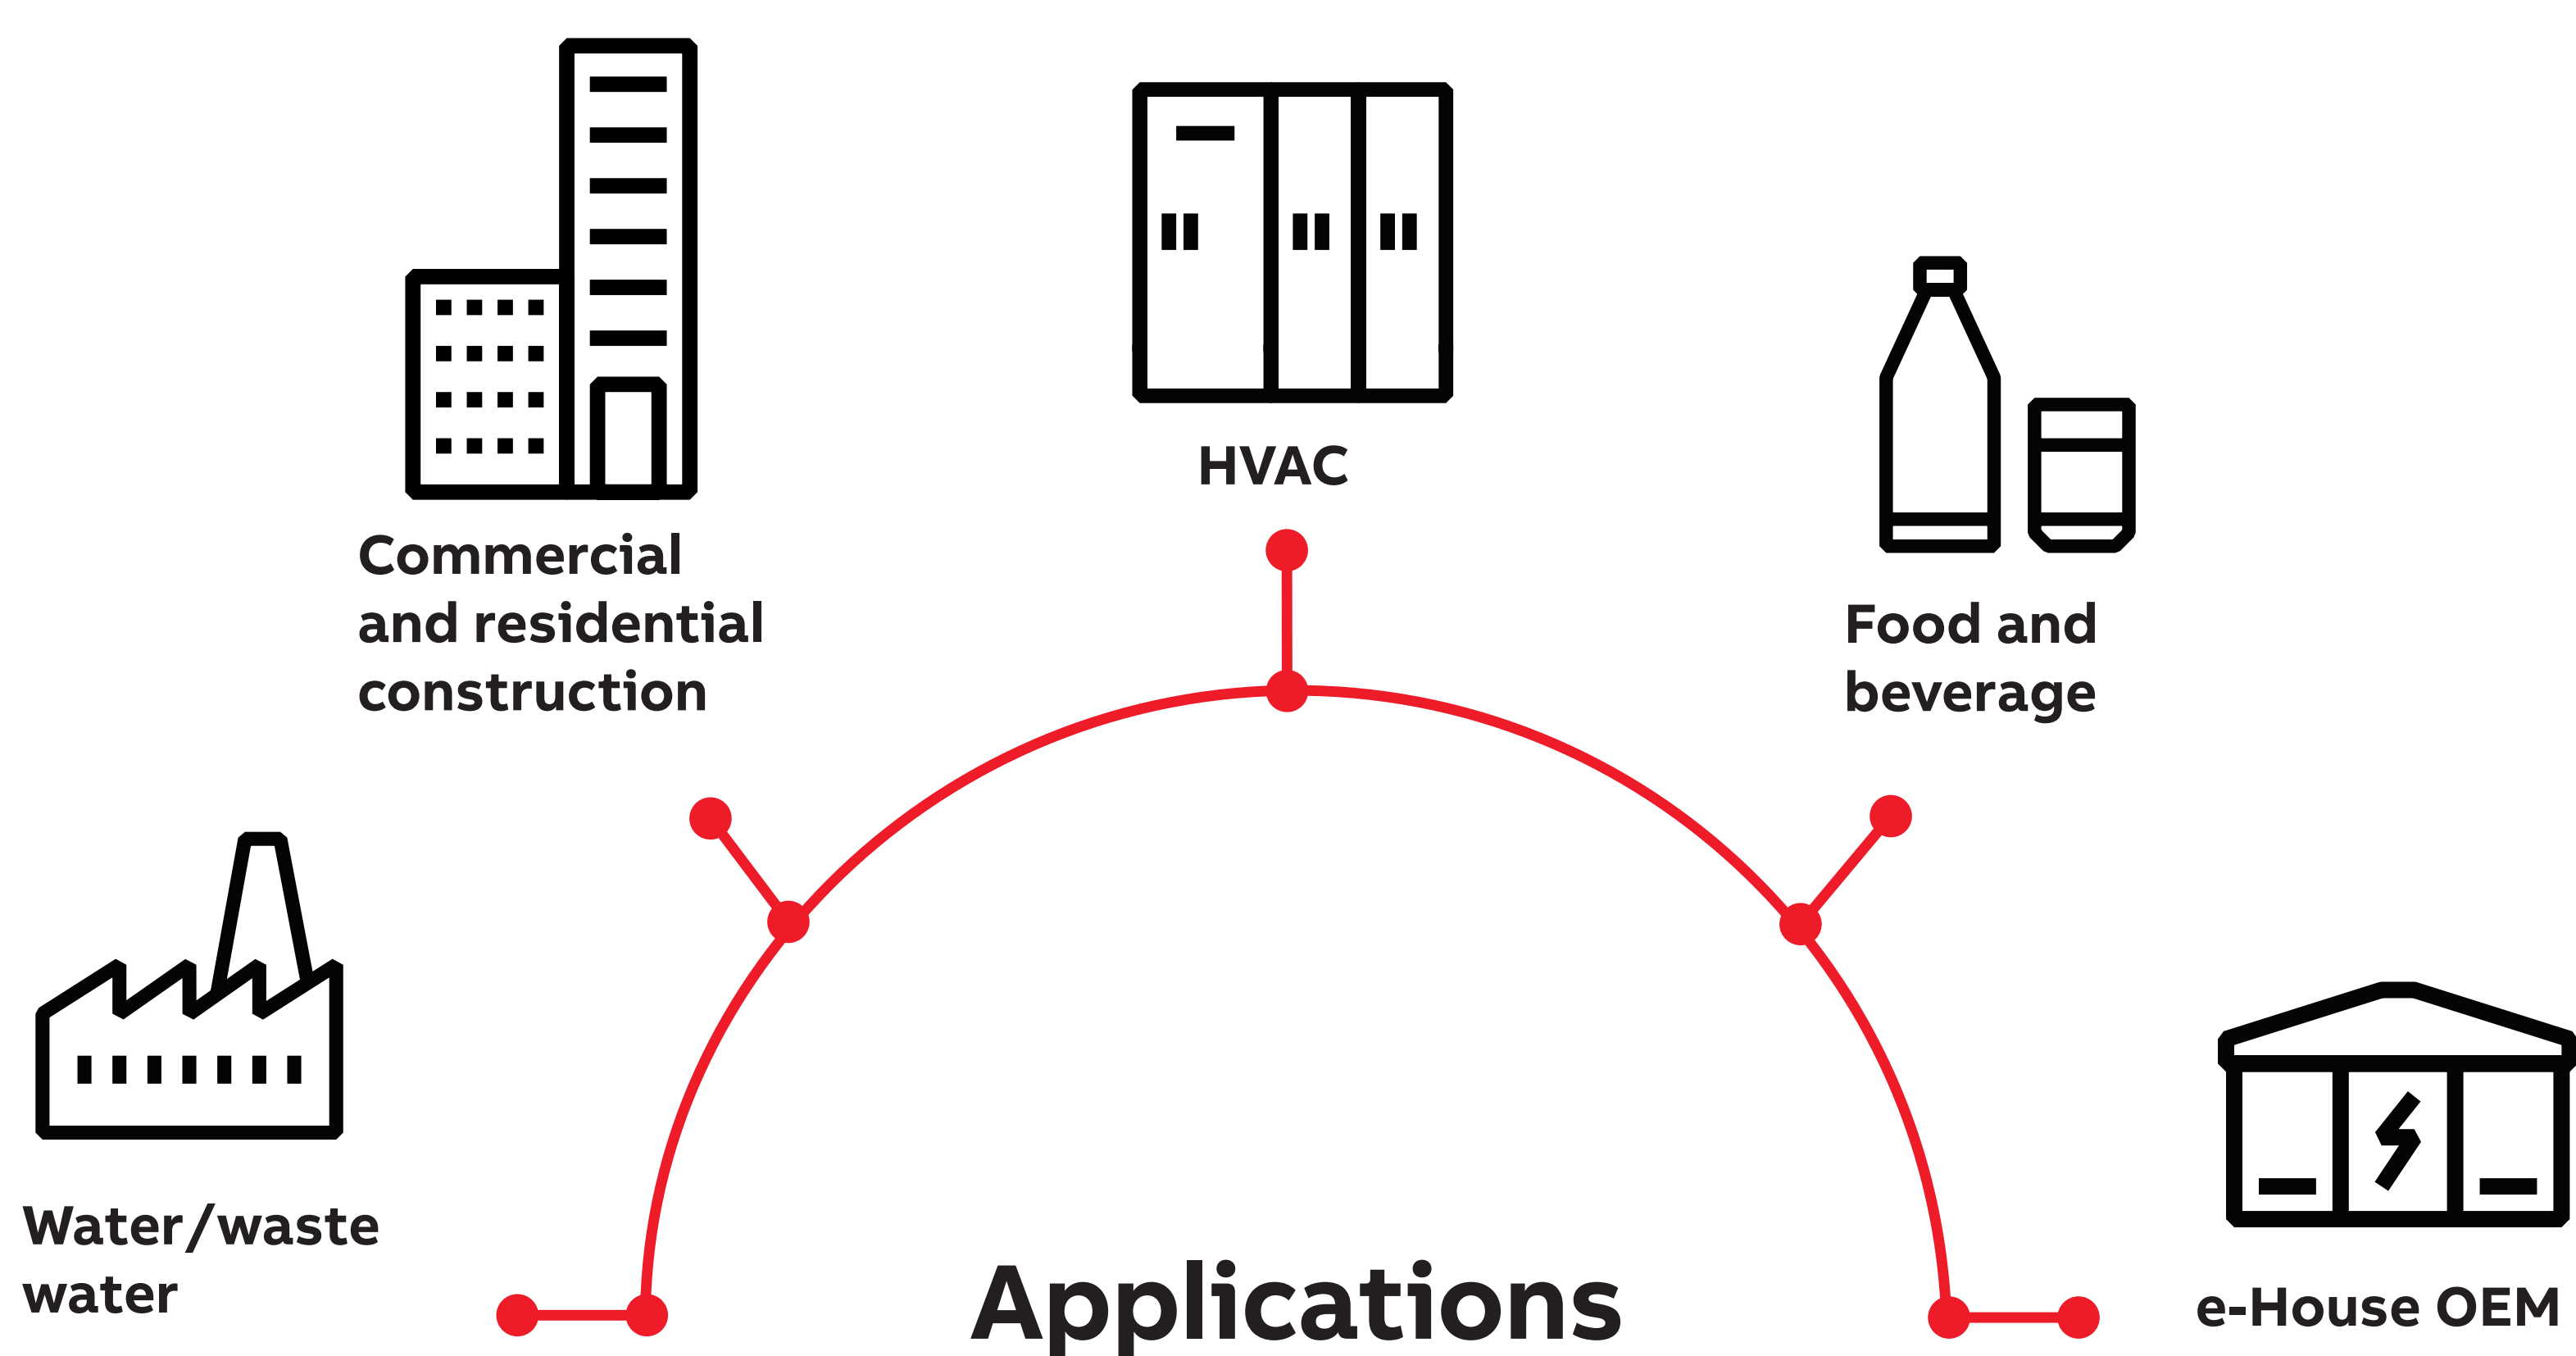 HVAC
Commercial
and residential
construction
Food and
beverage
Water/waste
water
Applications
e-House OEM